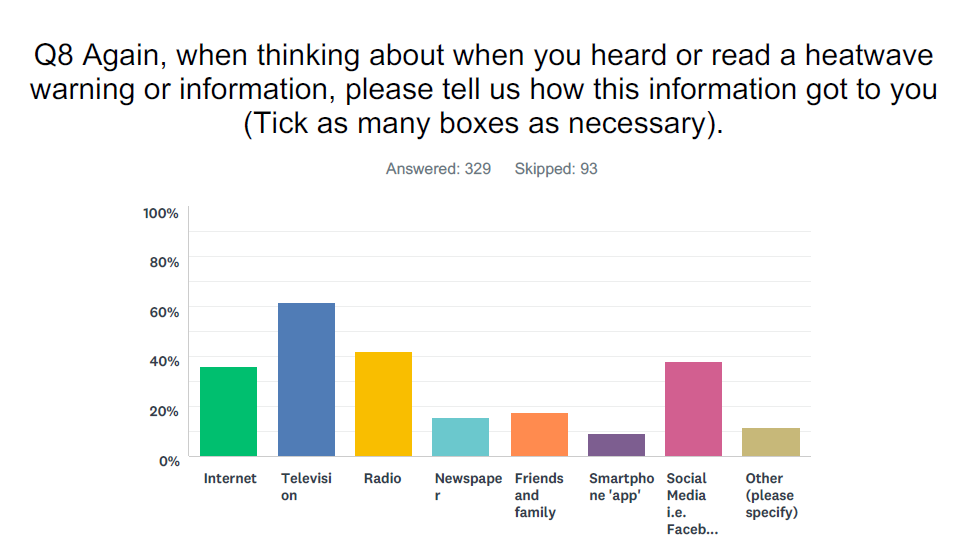 Q8 Again, when thinking about when you heard or read a heatwave
warning or information, please tell us how this information got to you
(Tick as many boxes as necessary).
Answered: 329 Skipped: 93
100%
80%
60%
40%
20%
0%
Internet
Televisi
on
Radio
Newspape
r
Friends
and
family
Smartpho
ne 'app'
Social
Media
i.e.
Faceb...
Other
(please
specify)